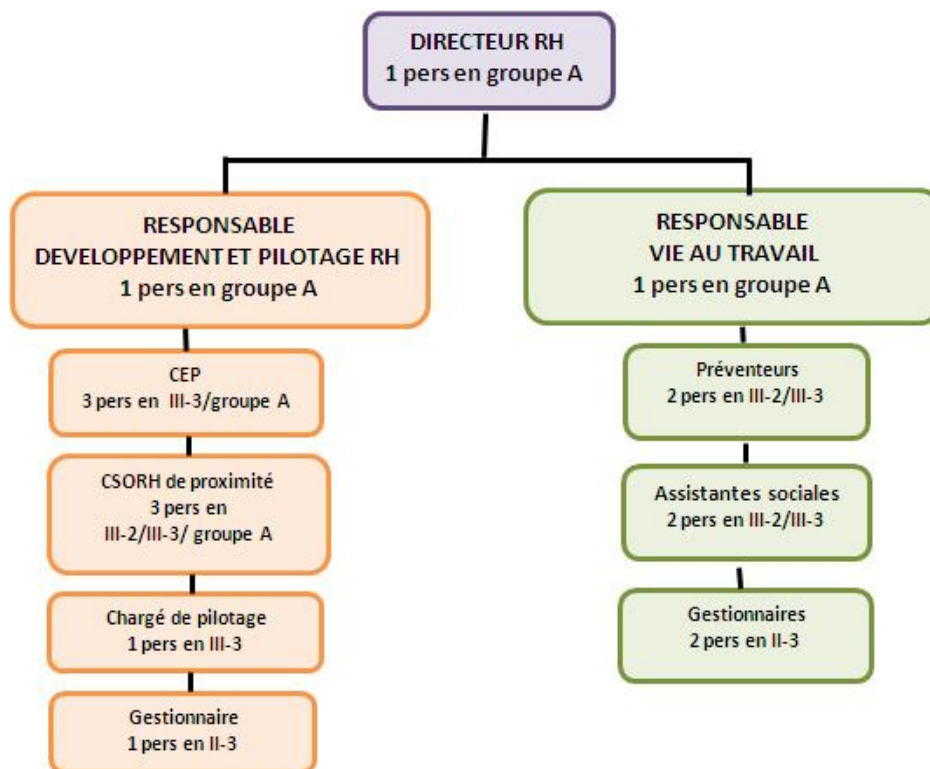 DIRECTEUR RH
1 pers en groupe A
RESPONSABLE
DEVELOPPEMENT ET PILOTAGE RH
1 pers en groupe A
CEP
3 pers en III-3/groupe A
CSORH de proximité
3 pers en
III-2/III-3/ groupe A
Chargé de pilotage
1 pers en III-3
Gestionnaire
1 pers en II-3
RESPONSABLE
VIE AU TRAVAIL
1 pers en groupe A
Préventeurs
2 pers en III-2/III-3
Assistantes sociales
2 pers en III-2/III-3
Gestionnaires
2 pers en II-3